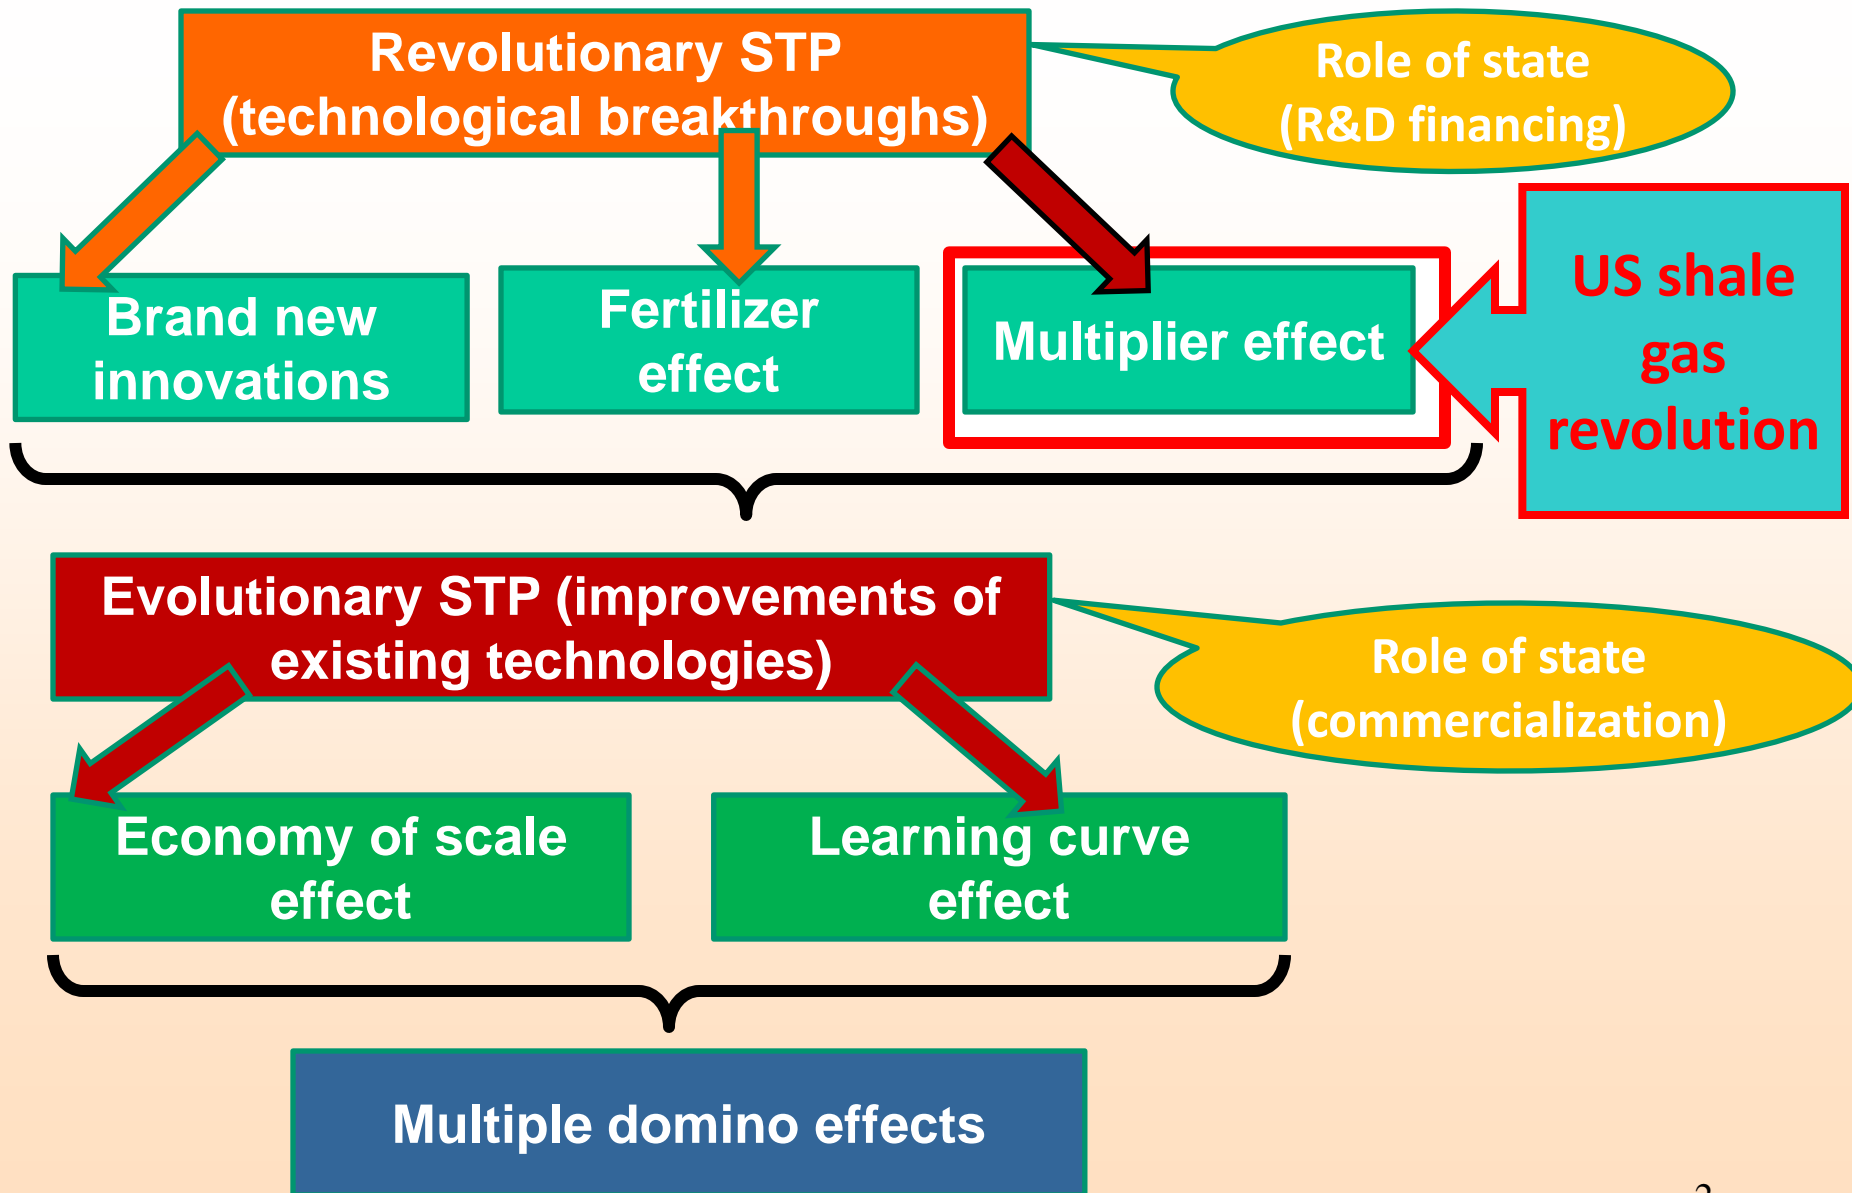 Revolutionary STP
(technological breakthroughs)
Role of state
(R&D financing)
Brand new
innovations
Fertilizer
effect
Multiplier effect
US shale
gas
revolution
Evolutionary STP (improvements of
existing technologies)
Role of state
(commercialization)
Economy of scale
effect
Learning curve
effect
Multiple domino effects